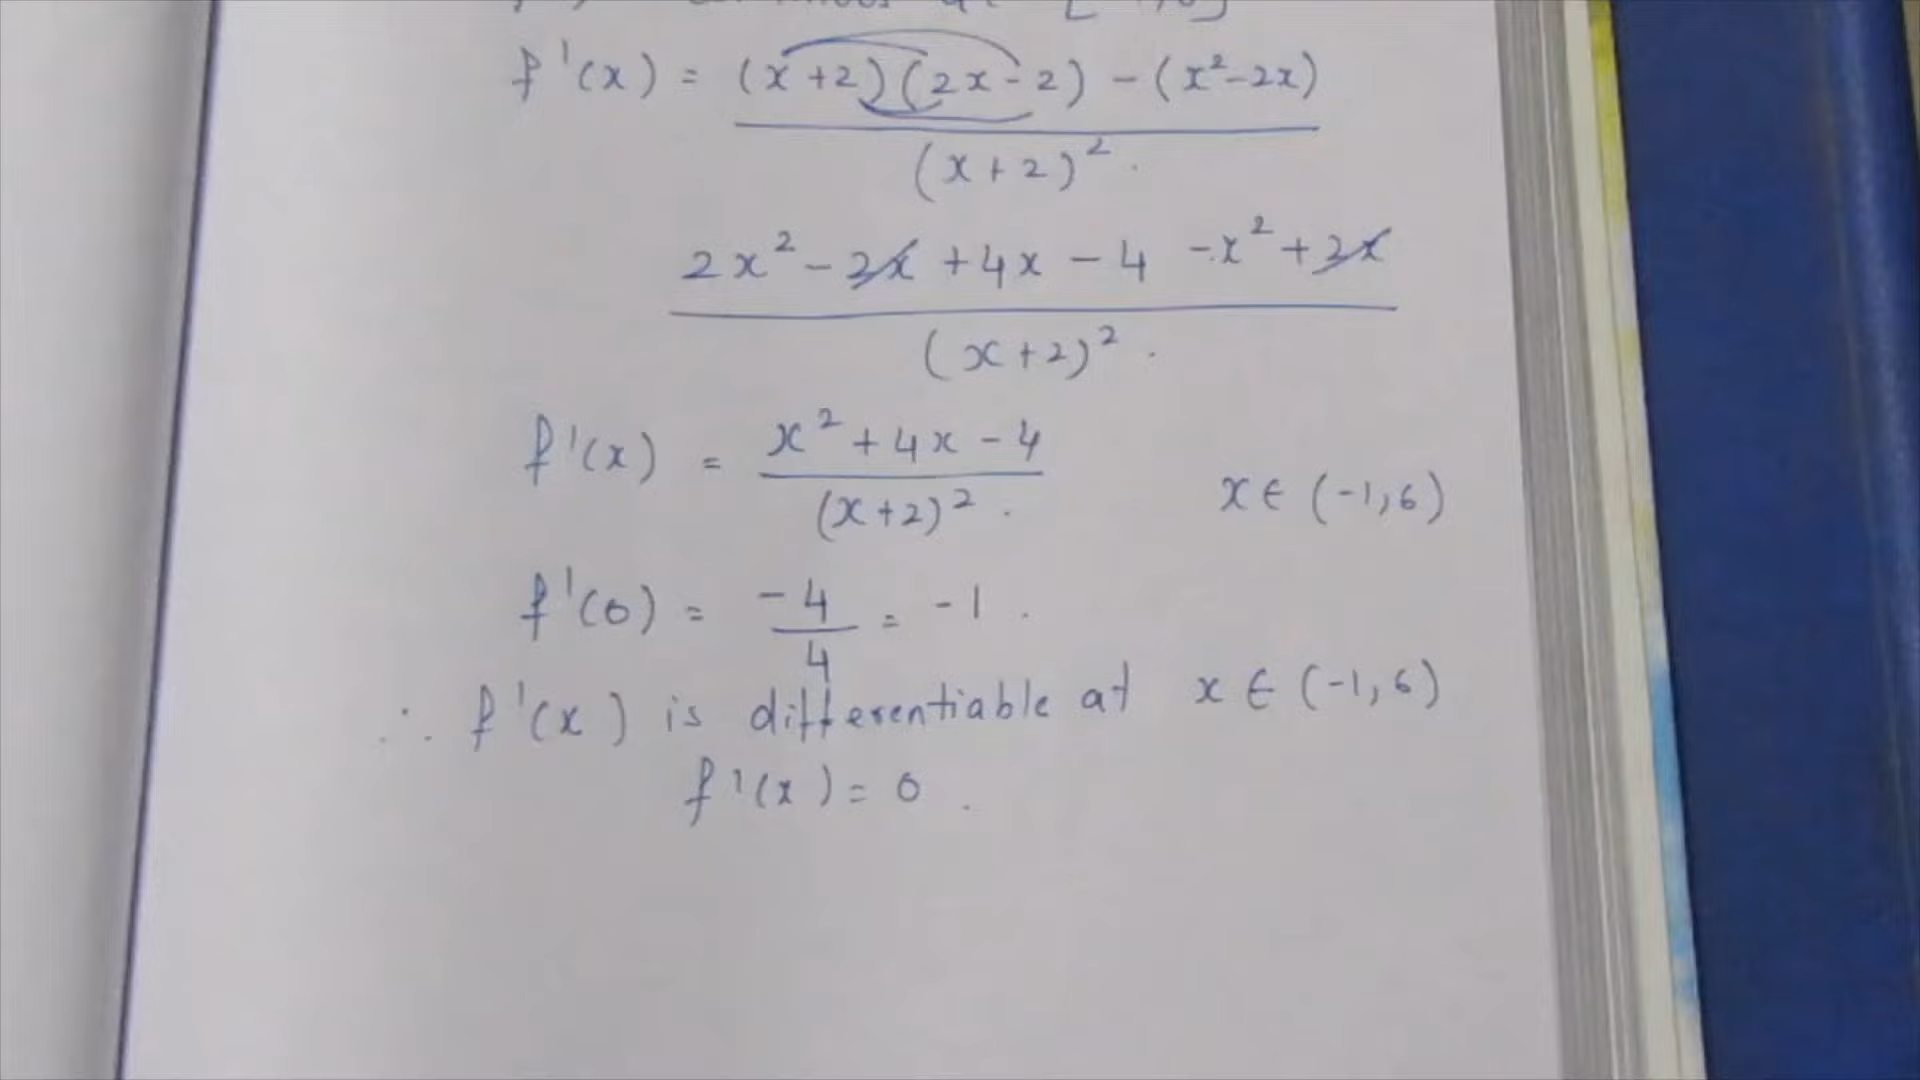 f'(x) = (x+2)(2x-2) - (x²-2x)
(x+2)².
2x² - 2x + 4x - 4 - x² + 2x
(x+2)².
f'(x) = x² + 4x - 4
(x+2)².
x ∈ (-1,6)
f'(0) = -4/4 = -1.
∴ f'(x) is differentiable at x ∈ (-1,6)
f'(x) = 0.